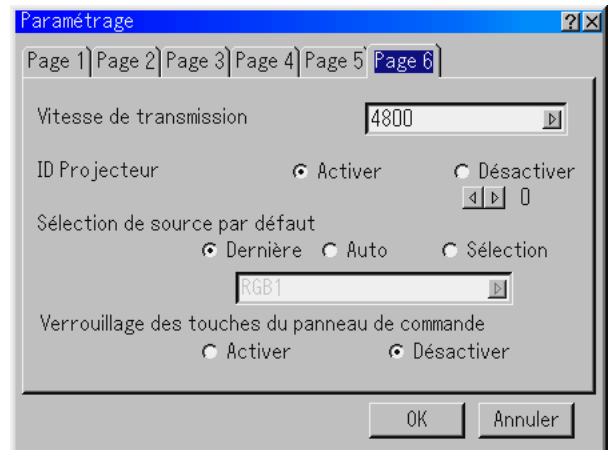 Paramétrage ? X
Page 1 Page 2 Page 3 Page 4 Page 5 Page 6
Vitesse de transmission 4800
ID Projecteur Activer Désactiver
0
Sélection de source par défaut
Dernière Auto Sélection
RGB1
Verrouillage des touches du panneau de commande
Activer Désactiver
OK Annuler